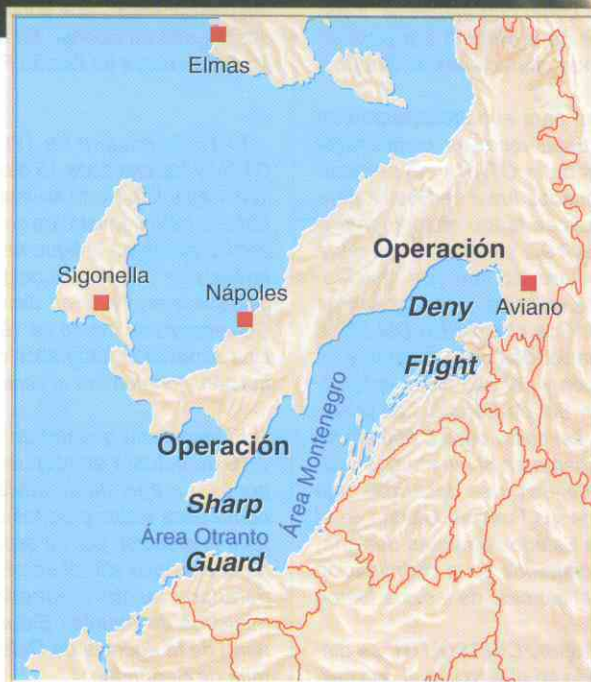 Elmas
Operación
Sigonella
Nápoles
Deny
Aviano
Flight
Área Montenegro
Operación
Sharp
Área Otranto
Guard